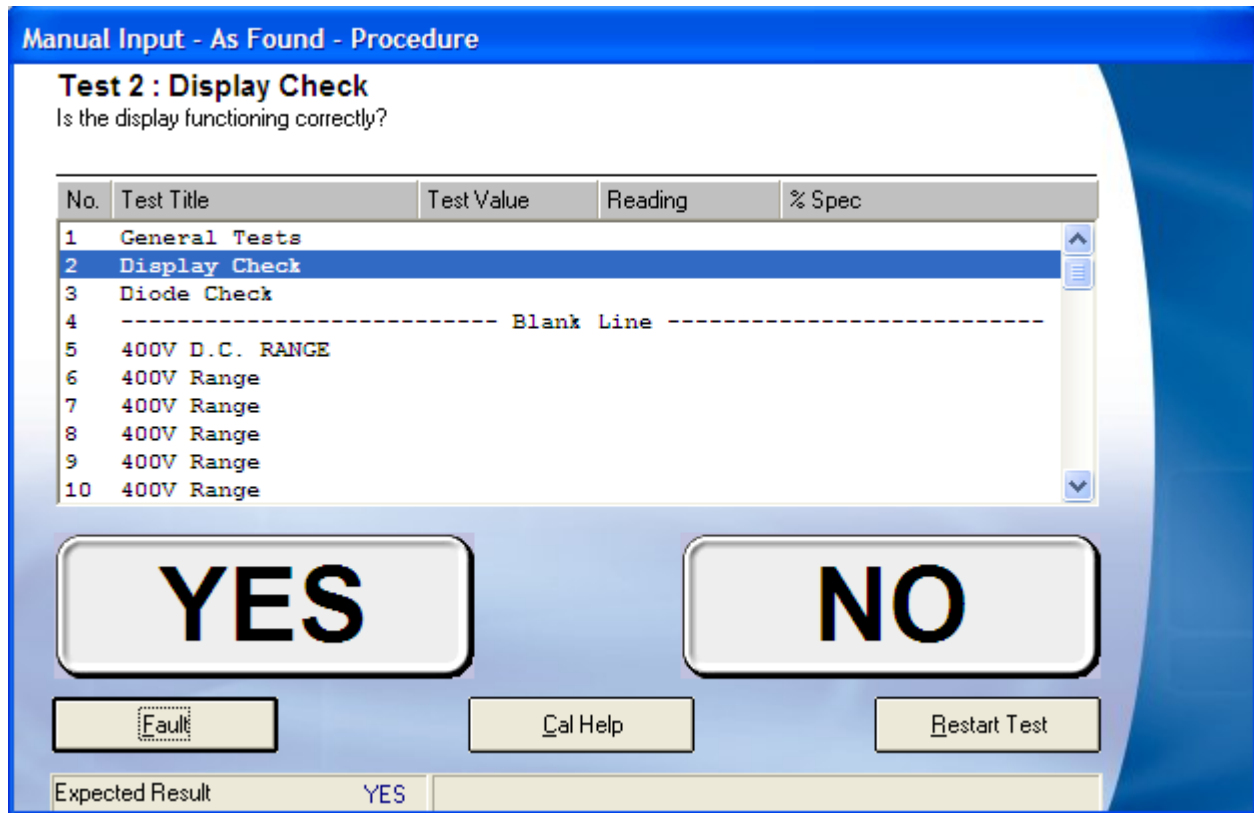 Manual Input - As Found - Procedure
Test 2 : Display Check
Is the display functioning correctly?
No. Test Title Test Value Reading % Spec
1 General Tests
2 Display Check
3 Diode Check
4 --------------------------- Blank Line ---------------------------
5 400V D.C. RANGE
6 400V Range
7 400V Range
8 400V Range
9 400V Range
10 400V Range
YES NO
Fault Cal Help Restart Test
Expected Result YES